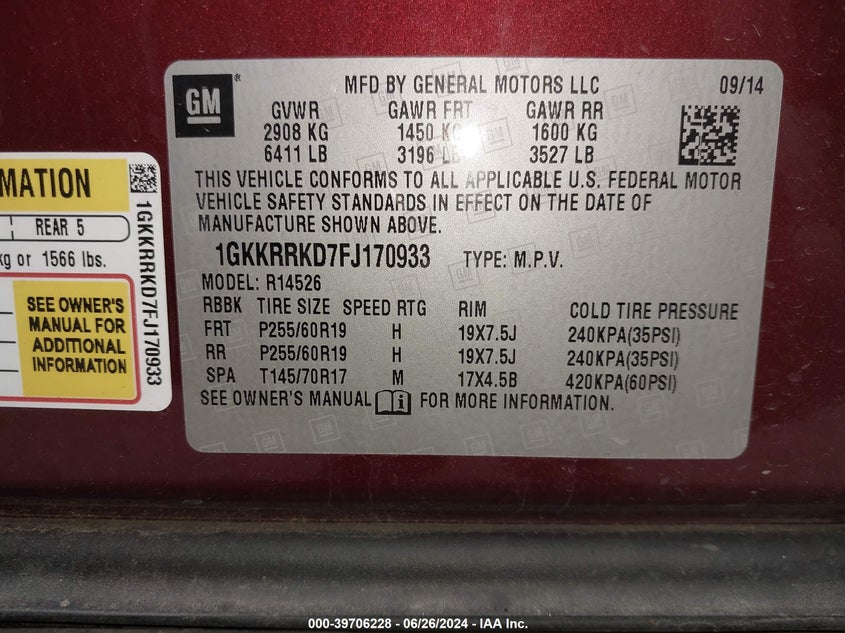 GM
MFD BY GENERAL MOTORS LLC 09/14
GVWR GAWR FRT GAWR RR
2908 KG 1450 KG 1600 KG
6411 LB 3196 LB 3527 LB
THIS VEHICLE CONFORMS TO ALL APPLICABLE U.S. FEDERAL MOTOR
VEHICLE SAFETY STANDARDS IN EFFECT ON THE DATE OF
MANUFACTURE SHOWN ABOVE.
1GKKRRKD7FJ170933 TYPE: M.P.V.
MODEL: R14526
RBBK TIRE SIZE SPEED RTG RIM COLD TIRE PRESSURE
FRT P255/60R19 H 19X7.5J 240KPA(35PSI)
RR P255/60R19 H 19X7.5J 240KPA(35PSI)
SPA T145/70R17 M 17X4.5B 420KPA(60PSI)
SEE OWNER'S MANUAL FOR MORE INFORMATION.
MATION
REAR 5
kg or 1566 lbs.
SEE OWNER'S
MANUAL FOR
ADDITIONAL
INFORMATION
1GKKRRKD7FJ170933
000-39706228 - 06/26/2024 - IAA Inc.